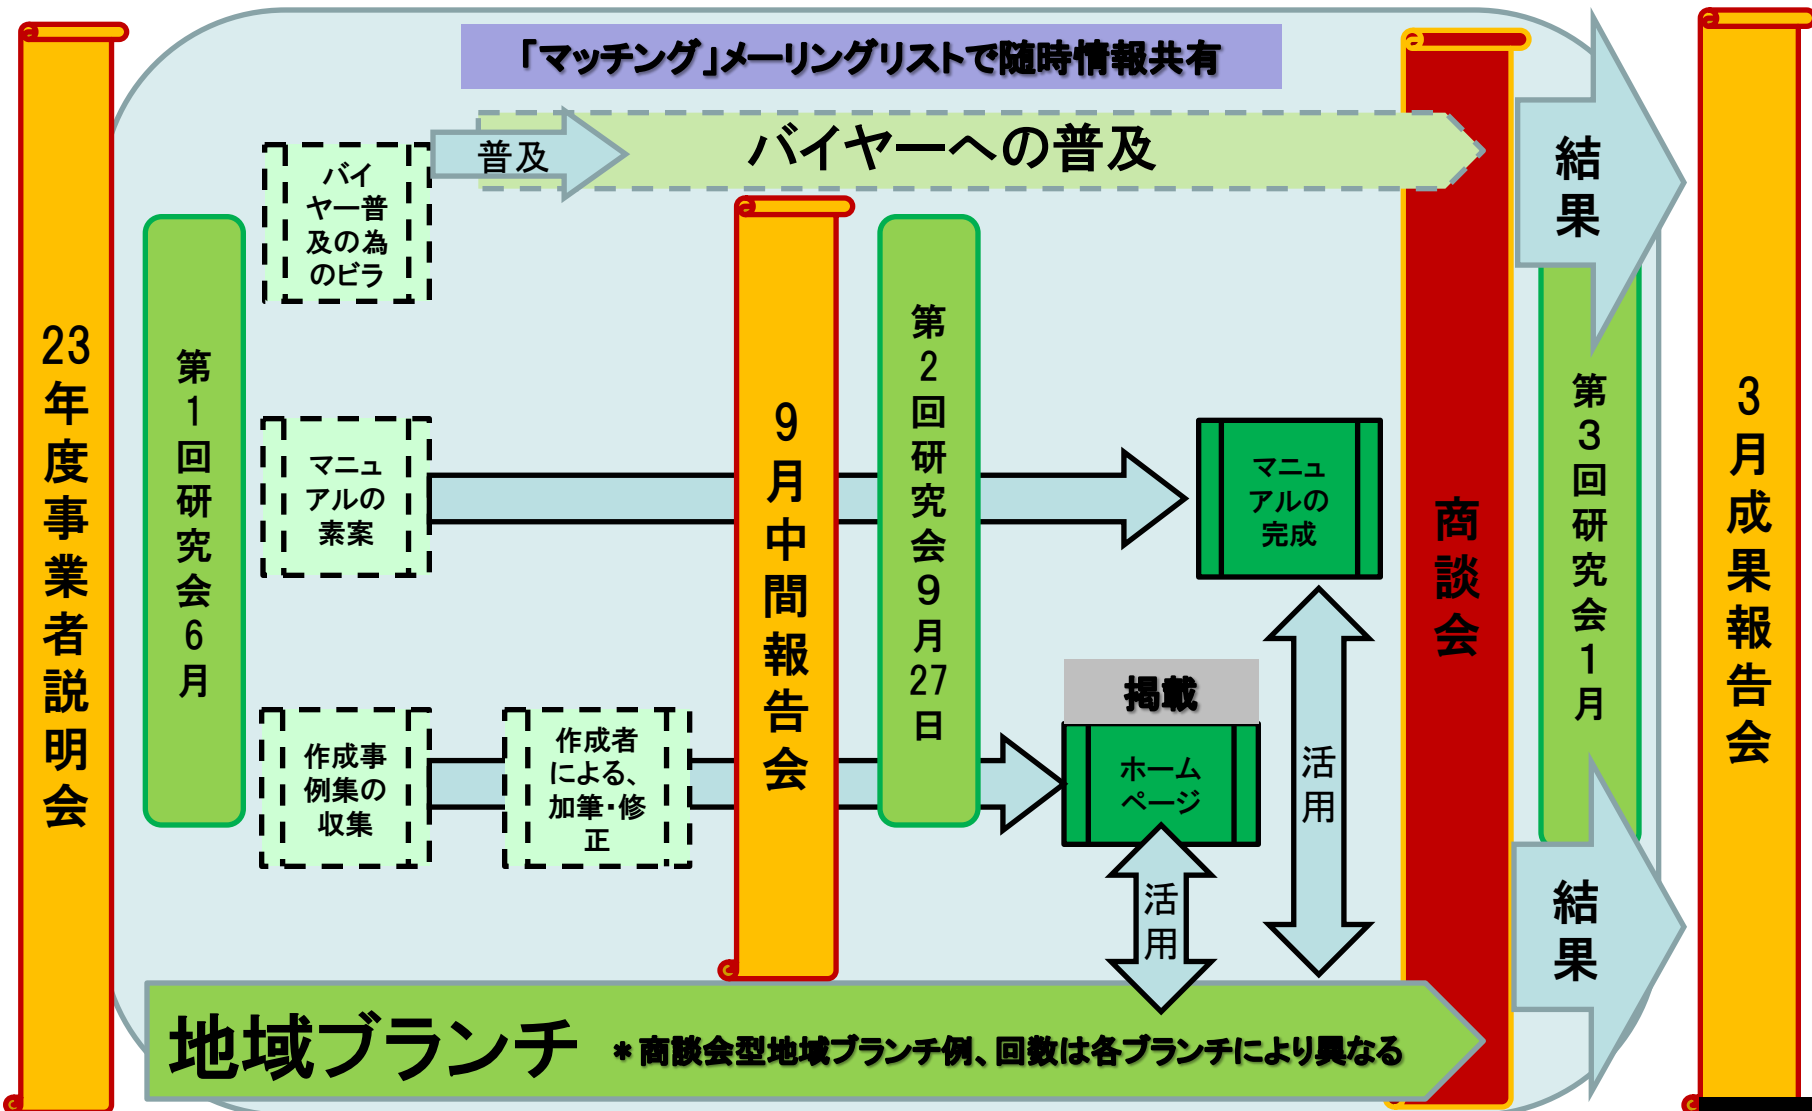 「マッチング」メーリングリストで随時情報共有
23年度事業者説明会
第1回研究会6月
バイ
ヤー普
及の為
のビラ
普及
バイヤーへの普及
マニュ
アルの
素案
作成事
例集の
収集
作成者
による、
加筆・修
正
9月中間報告会
第2回研究会9月27日
マニュ
アルの
完成
掲載
ホーム
ページ
活用
活用
商談会
結果
第3回研究会1月
結果
3月成果報告会
地域ブランチ
*商談会型地域ブランチ例、回数は各ブランチにより異なる